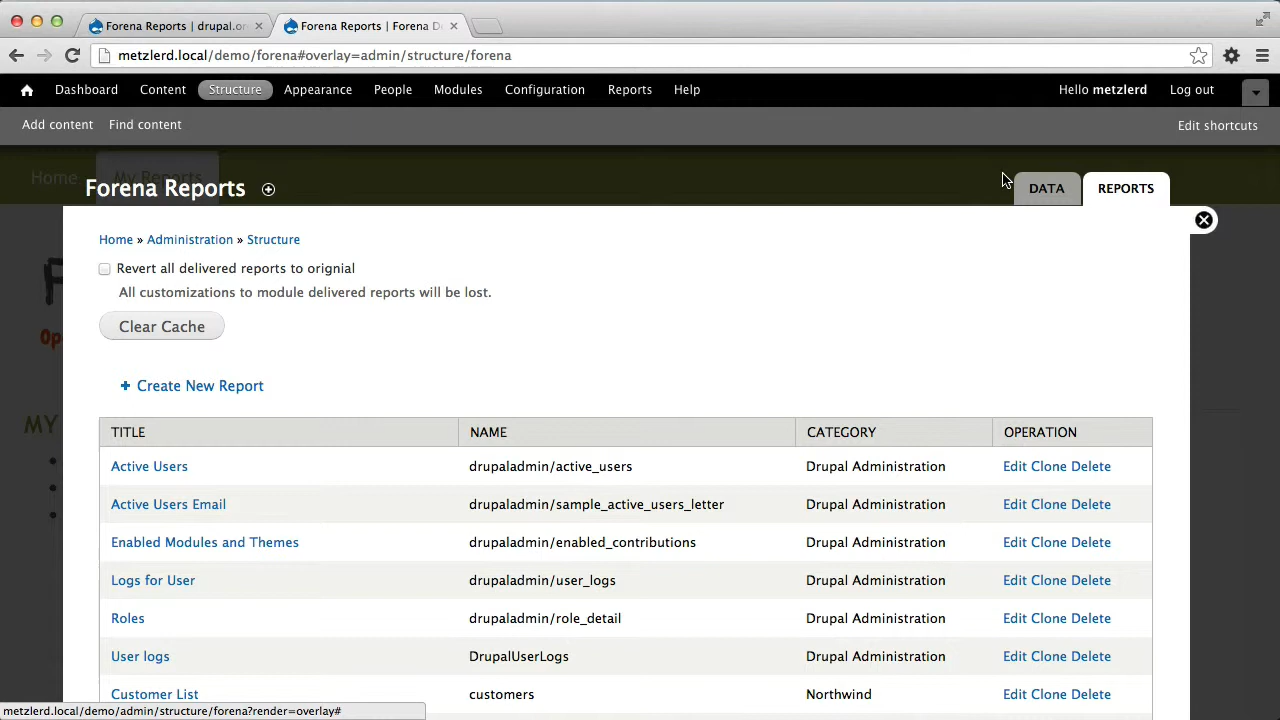 Forena Reports | drupal.or
Forena Reports | Forena D
metzlerd.local/demo/forena#overlay=admin/structure/forena
Dashboard Content Structure Appearance People Modules Configuration Reports Help Hello metzlerd Log out
Add content Find content Edit shortcuts
Home My Reports
Forena Reports DATA REPORTS
Home » Administration » Structure
Revert all delivered reports to orignial
All customizations to module delivered reports will be lost.
Clear Cache
+ Create New Report
MY
TITLE NAME CATEGORY OPERATION
Active Users drupaladmin/active_users Drupal Administration Edit Clone Delete
Active Users Email drupaladmin/sample_active_users_letter Drupal Administration Edit Clone Delete
Enabled Modules and Themes drupaladmin/enabled_contributions Drupal Administration Edit Clone Delete
Logs for User drupaladmin/user_logs Drupal Administration Edit Clone Delete
Roles drupaladmin/role_detail Drupal Administration Edit Clone Delete
User logs DrupalUserLogs Drupal Administration Edit Clone Delete
Customer List customers Northwind Edit Clone Delete
metzlerd.local/demo/admin/structure/forena?render=overlay#